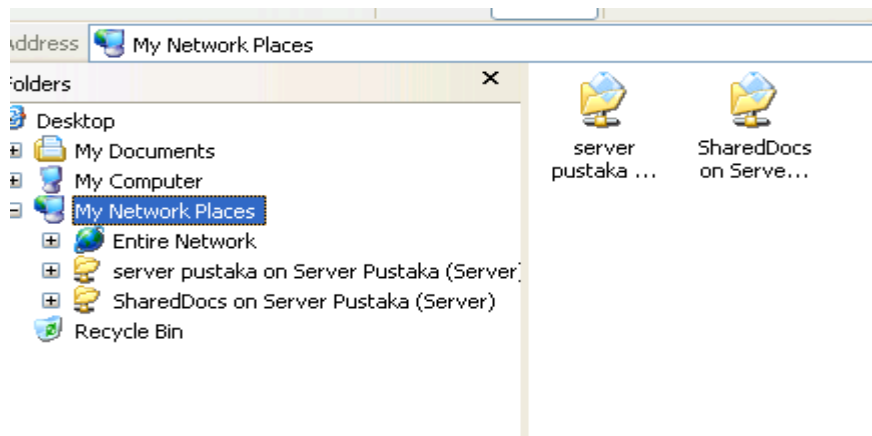 Address My Network Places
Folders
Desktop
My Documents
My Computer
My Network Places
Entire Network
server pustaka on Server Pustaka (Server)
SharedDocs on Server Pustaka (Server)
Recycle Bin
server
pustaka ...
SharedDocs
on Serve...